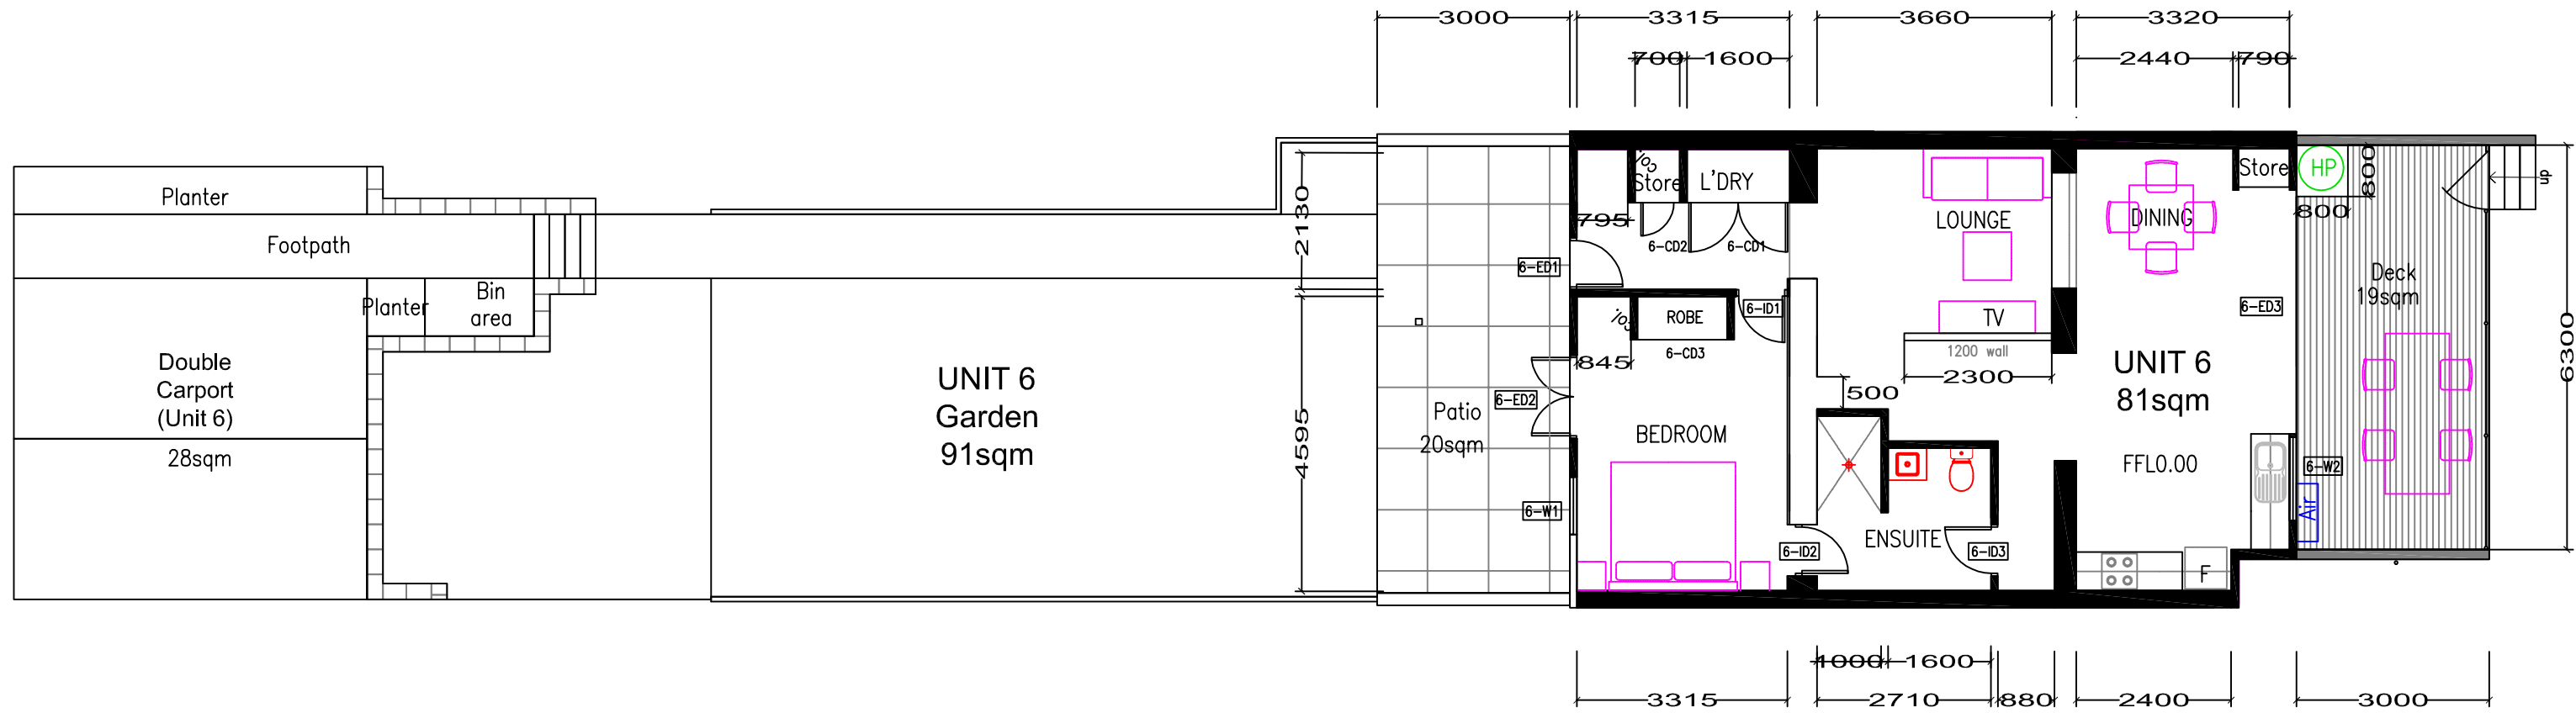 3000
3315
3660
3320
700
1600
2440
790
Planter
Footpath
Planter
Bin
area
Double
Carport
(Unit 6)
28sqm
UNIT 6
Garden
91sqm
2130
4595
Patio
20sqm
6-ED1
6-ED2
6-W1
col.
Store
L'DRY
795
6-CD2
6-CD1
col.
ROBE
6-ID1
845
6-CD3
BEDROOM
6-ID2
LOUNGE
TV
1200 wall
2300
500
ENSUITE
6-ID3
DINING
Store
6-ED3
UNIT 6
81sqm
FFL0.00
F
HP
800
800
up
Deck
19sqm
6-W2
Air
6300
1000
1600
3315
2710
880
2400
3000